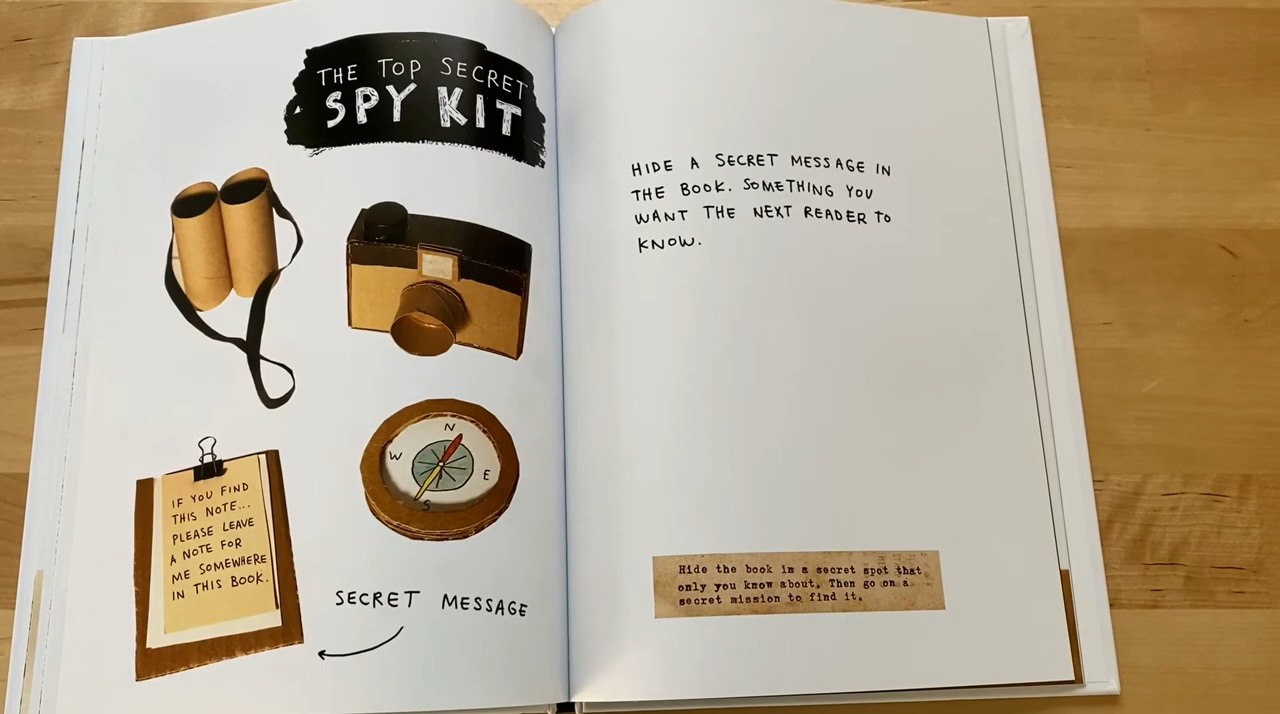 THE TOP SECRET
SPY KIT
N
W
E
S
IF YOU FIND
THIS NOTE...
PLEASE LEAVE
A NOTE FOR
ME SOMEWHERE
IN THIS BOOK.
SECRET MESSAGE
HIDE A SECRET MESSAGE IN
THE BOOK. SOMETHING YOU
WANT THE NEXT READER TO
KNOW.
Hide the book in a secret spot that
only you know about. Then go on a
secret mission to find it.